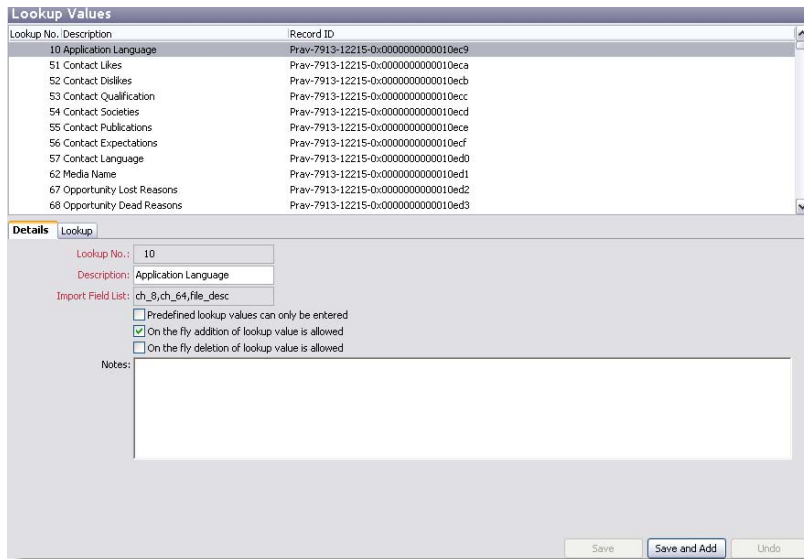 Lookup Values
Lookup No. Description Record ID
10 Application Language Prav-7913-12215-0x0000000000010ec9
51 Contact Likes Prav-7913-12215-0x0000000000010eca
52 Contact Dislikes Prav-7913-12215-0x0000000000010ecb
53 Contact Qualification Prav-7913-12215-0x0000000000010ecc
54 Contact Societies Prav-7913-12215-0x0000000000010ecd
55 Contact Publications Prav-7913-12215-0x0000000000010ece
56 Contact Expectations Prav-7913-12215-0x0000000000010ecf
57 Contact Language Prav-7913-12215-0x0000000000010ed0
62 Media Name Prav-7913-12215-0x0000000000010ed1
67 Opportunity Lost Reasons Prav-7913-12215-0x0000000000010ed2
68 Opportunity Dead Reasons Prav-7913-12215-0x0000000000010ed3
Details Lookup
Lookup No.: 10
Description: Application Language
Import Field List: ch_8,ch_64,file_desc
Predefined lookup values can only be entered
On the fly addition of lookup value is allowed
On the fly deletion of lookup value is allowed
Notes:
Save Save and Add Undo